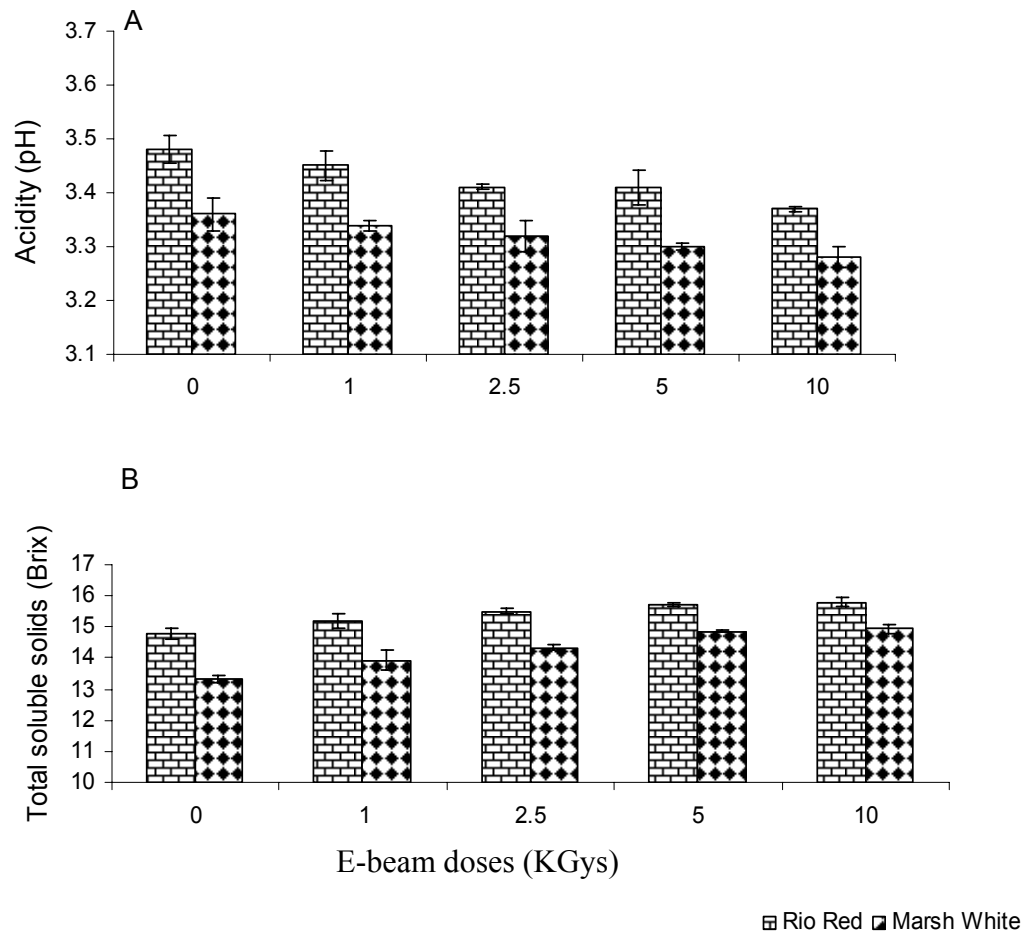 A
3.7
3.6
3.5
3.4
3.3
3.2
3.1
Acidity (pH)
0 1 2.5 5 10
B
17
16
15
14
13
12
11
10
Total soluble solids (Brix)
0 1 2.5 5 10
E-beam doses (KGys)
Rio Red Marsh White